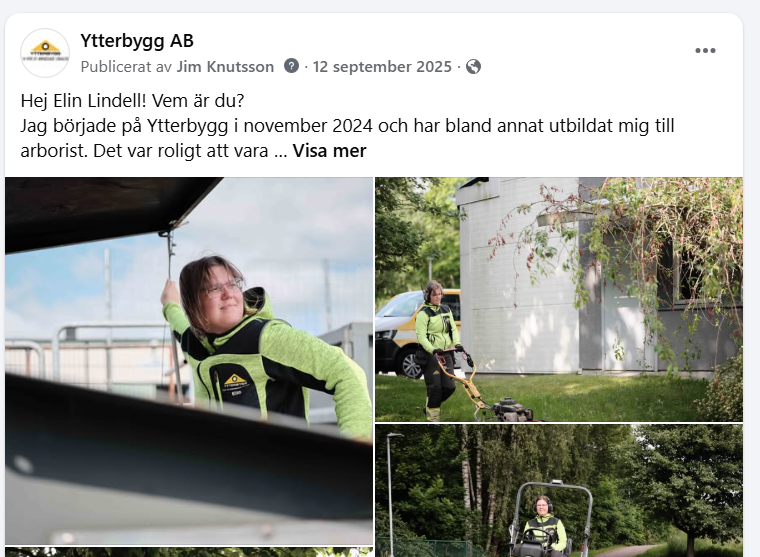 Ytterbygg AB
Publicerat av Jim Knutsson · 12 september 2025 ·
Hej Elin Lindell! Vem är du?
Jag började på Ytterbygg i november 2024 och har bland annat utbildat mig till
arborist. Det var roligt att vara ... Visa mer
YTTERBYGG